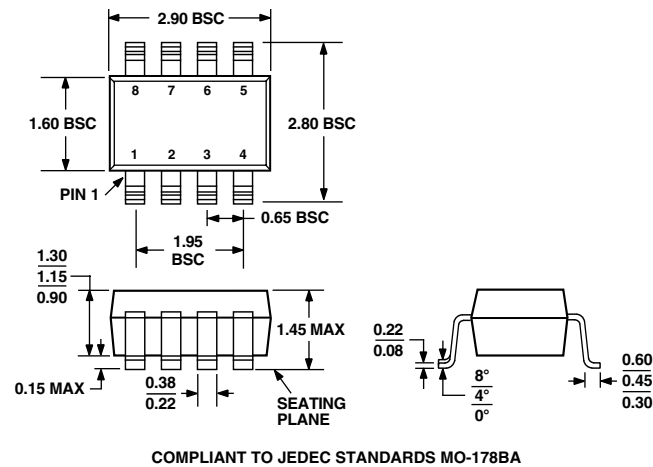 2.90 BSC
8 7 6 5
1.60 BSC
2.80 BSC
1 2 3 4
PIN 1
0.65 BSC
1.95
BSC
1.30
1.15
0.90
1.45 MAX
0.15 MAX
0.38
0.22
SEATING
PLANE
0.22
0.08
8°
4°
0°
0.60
0.45
0.30
COMPLIANT TO JEDEC STANDARDS MO-178BA